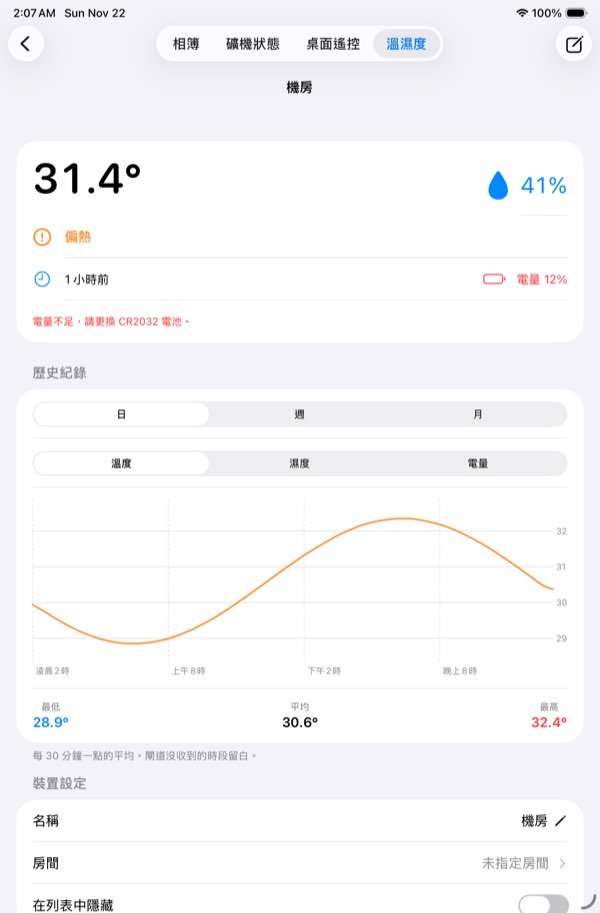 2:07 AM Sun Nov 22
100%
相簿 礦機狀態 桌面遙控 溫濕度
機房
31.4°
41%
偏熱
1 小時前
電量 12%
電量不足，請更換 CR2032 電池。
歷史紀錄
日 週 月
溫度 濕度 電量
32
31
30
29
凌晨2時 上午8時 下午2時 晚上8時
最低 平均 最高
28.9° 30.6° 32.4°
每 30 分鐘一點的平均。閘道沒收到的時段留白。
裝置設定
名稱 機房
房間 未指定房間
在列表中隱藏